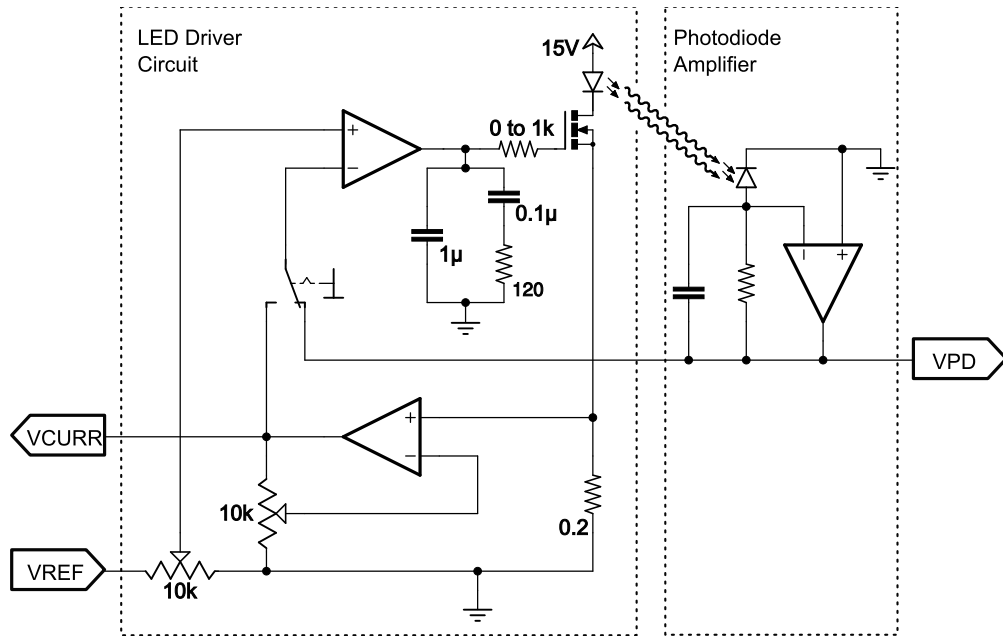 LED Driver
Circuit
15V
Photodiode
Amplifier
+
−
0 to 1k
0.1µ
1µ
120
−
+
VPD
VCURR
+
−
10k
0.2
VREF
10k